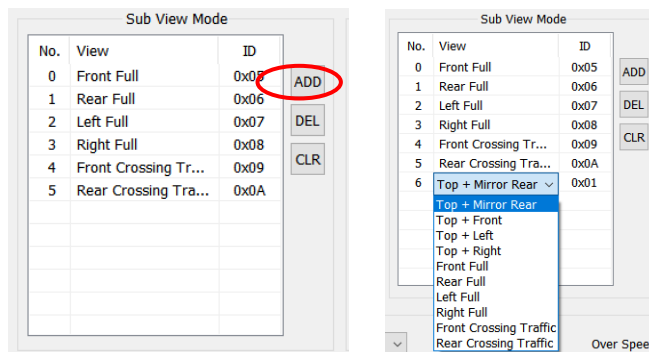 Sub View Mode
No. View ID
0 Front Full 0x05
1 Rear Full 0x06
2 Left Full 0x07
3 Right Full 0x08
4 Front Crossing Tr... 0x09
5 Rear Crossing Tra... 0x0A
ADD
DEL
CLR
Sub View Mode
No. View ID
0 Front Full 0x05
1 Rear Full 0x06
2 Left Full 0x07
3 Right Full 0x08
4 Front Crossing Tr... 0x09
5 Rear Crossing Tra... 0x0A
6 Top + Mirror Rear 0x01
Top + Mirror Rear
Top + Front
Top + Left
Top + Right
Front Full
Rear Full
Left Full
Right Full
Front Crossing Traffic
Rear Crossing Traffic
ADD
DEL
CLR
Over Spee